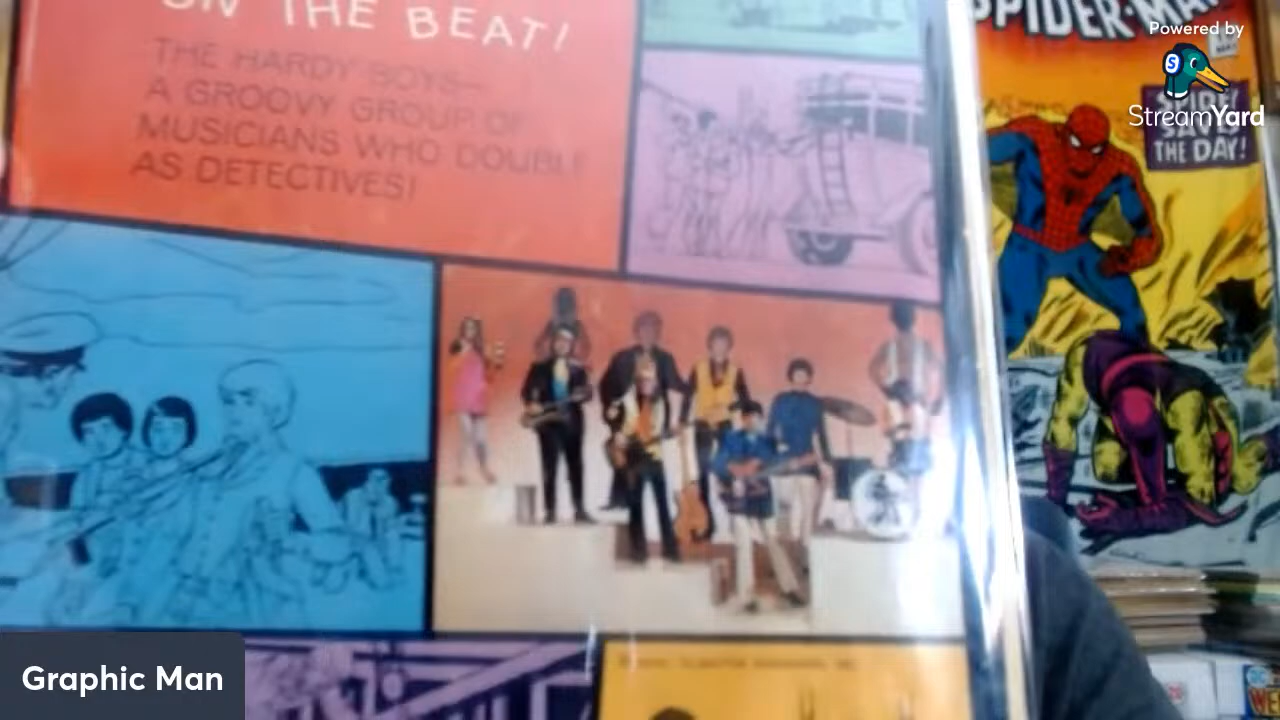 ON THE BEAT!
THE HARDY BOYS—
A GROOVY GROUP OF
MUSICIANS WHO DOUBLE
AS DETECTIVES!
SPIDER-MAN
Powered by
S
StreamYard
SPIDEY
SAVES
THE DAY!
Graphic Man